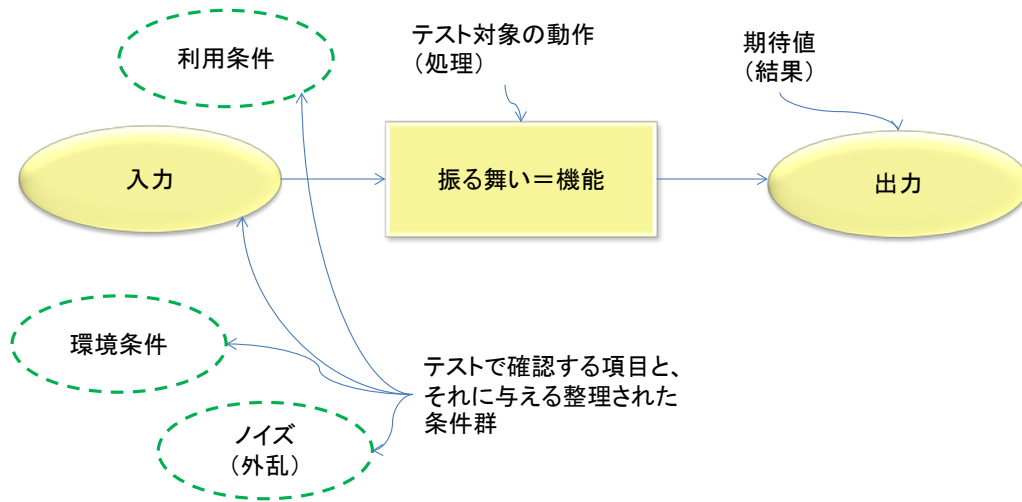 利用条件
テスト対象の動作
（処理）
期待値
（結果）
入力
振る舞い＝機能
出力
環境条件
テストで確認する項目と、
それに与える整理された
条件群
ノイズ
（外乱）